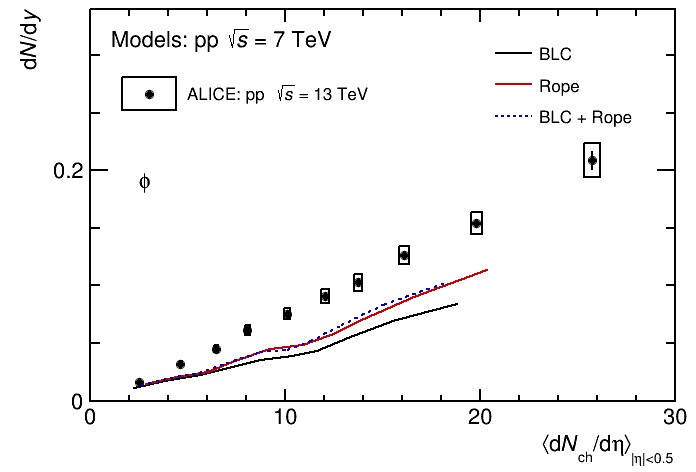 dN/dy
Models: pp √s = 7 TeV
ALICE: pp √s = 13 TeV
BLC
Rope
BLC + Rope
ϕ
0.2
0
0 10 20 30
⟨dN_ch/dη⟩_|η|<0.5